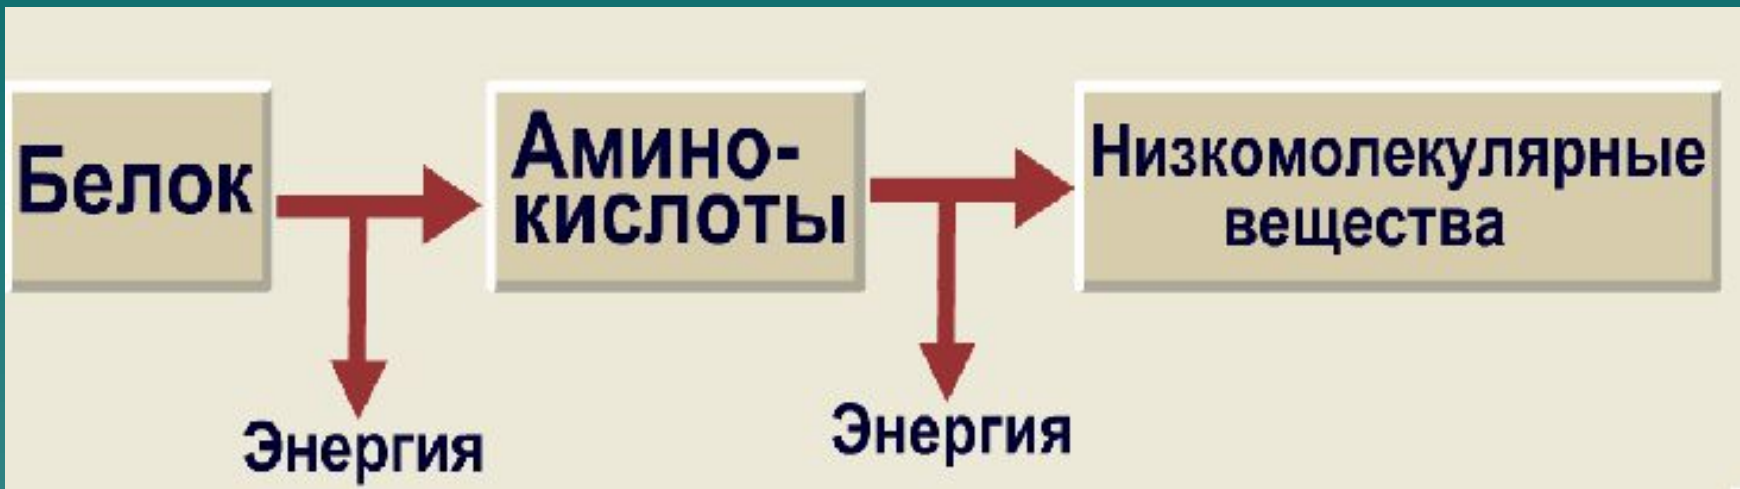 Белок
Амино-
кислоты
Низкомолекулярные
вещества
Энергия
Энергия